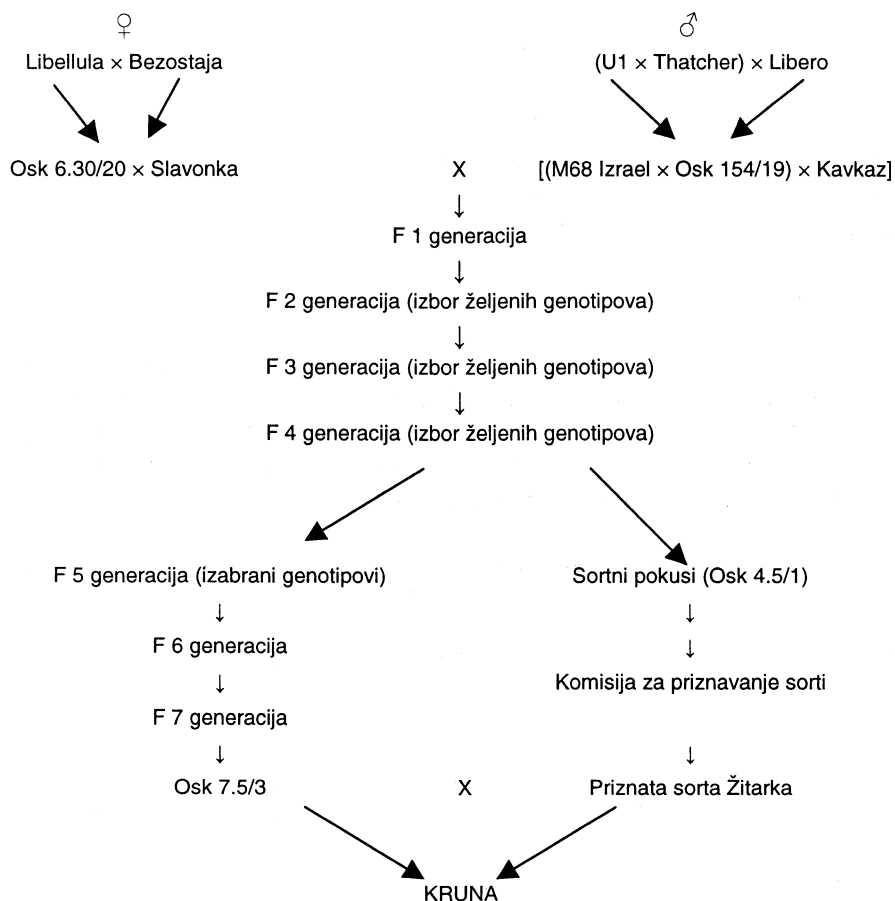 ♀ ♂
Libellula × Bezostaja (U1 × Thatcher) × Libero
Osk 6.30/20 × Slavonka X [(M68 Izrael × Osk 154/19) × Kavkaz]
F 1 generacija
F 2 generacija (izbor željenih genotipova)
F 3 generacija (izbor željenih genotipova)
F 4 generacija (izbor željenih genotipova)
F 5 generacija (izabrani genotipovi) Sortni pokusi (Osk 4.5/1)
F 6 generacija
Komisija za priznavanje sorti
F 7 generacija
Osk 7.5/3 X Priznata sorta Žitarka
KRUNA